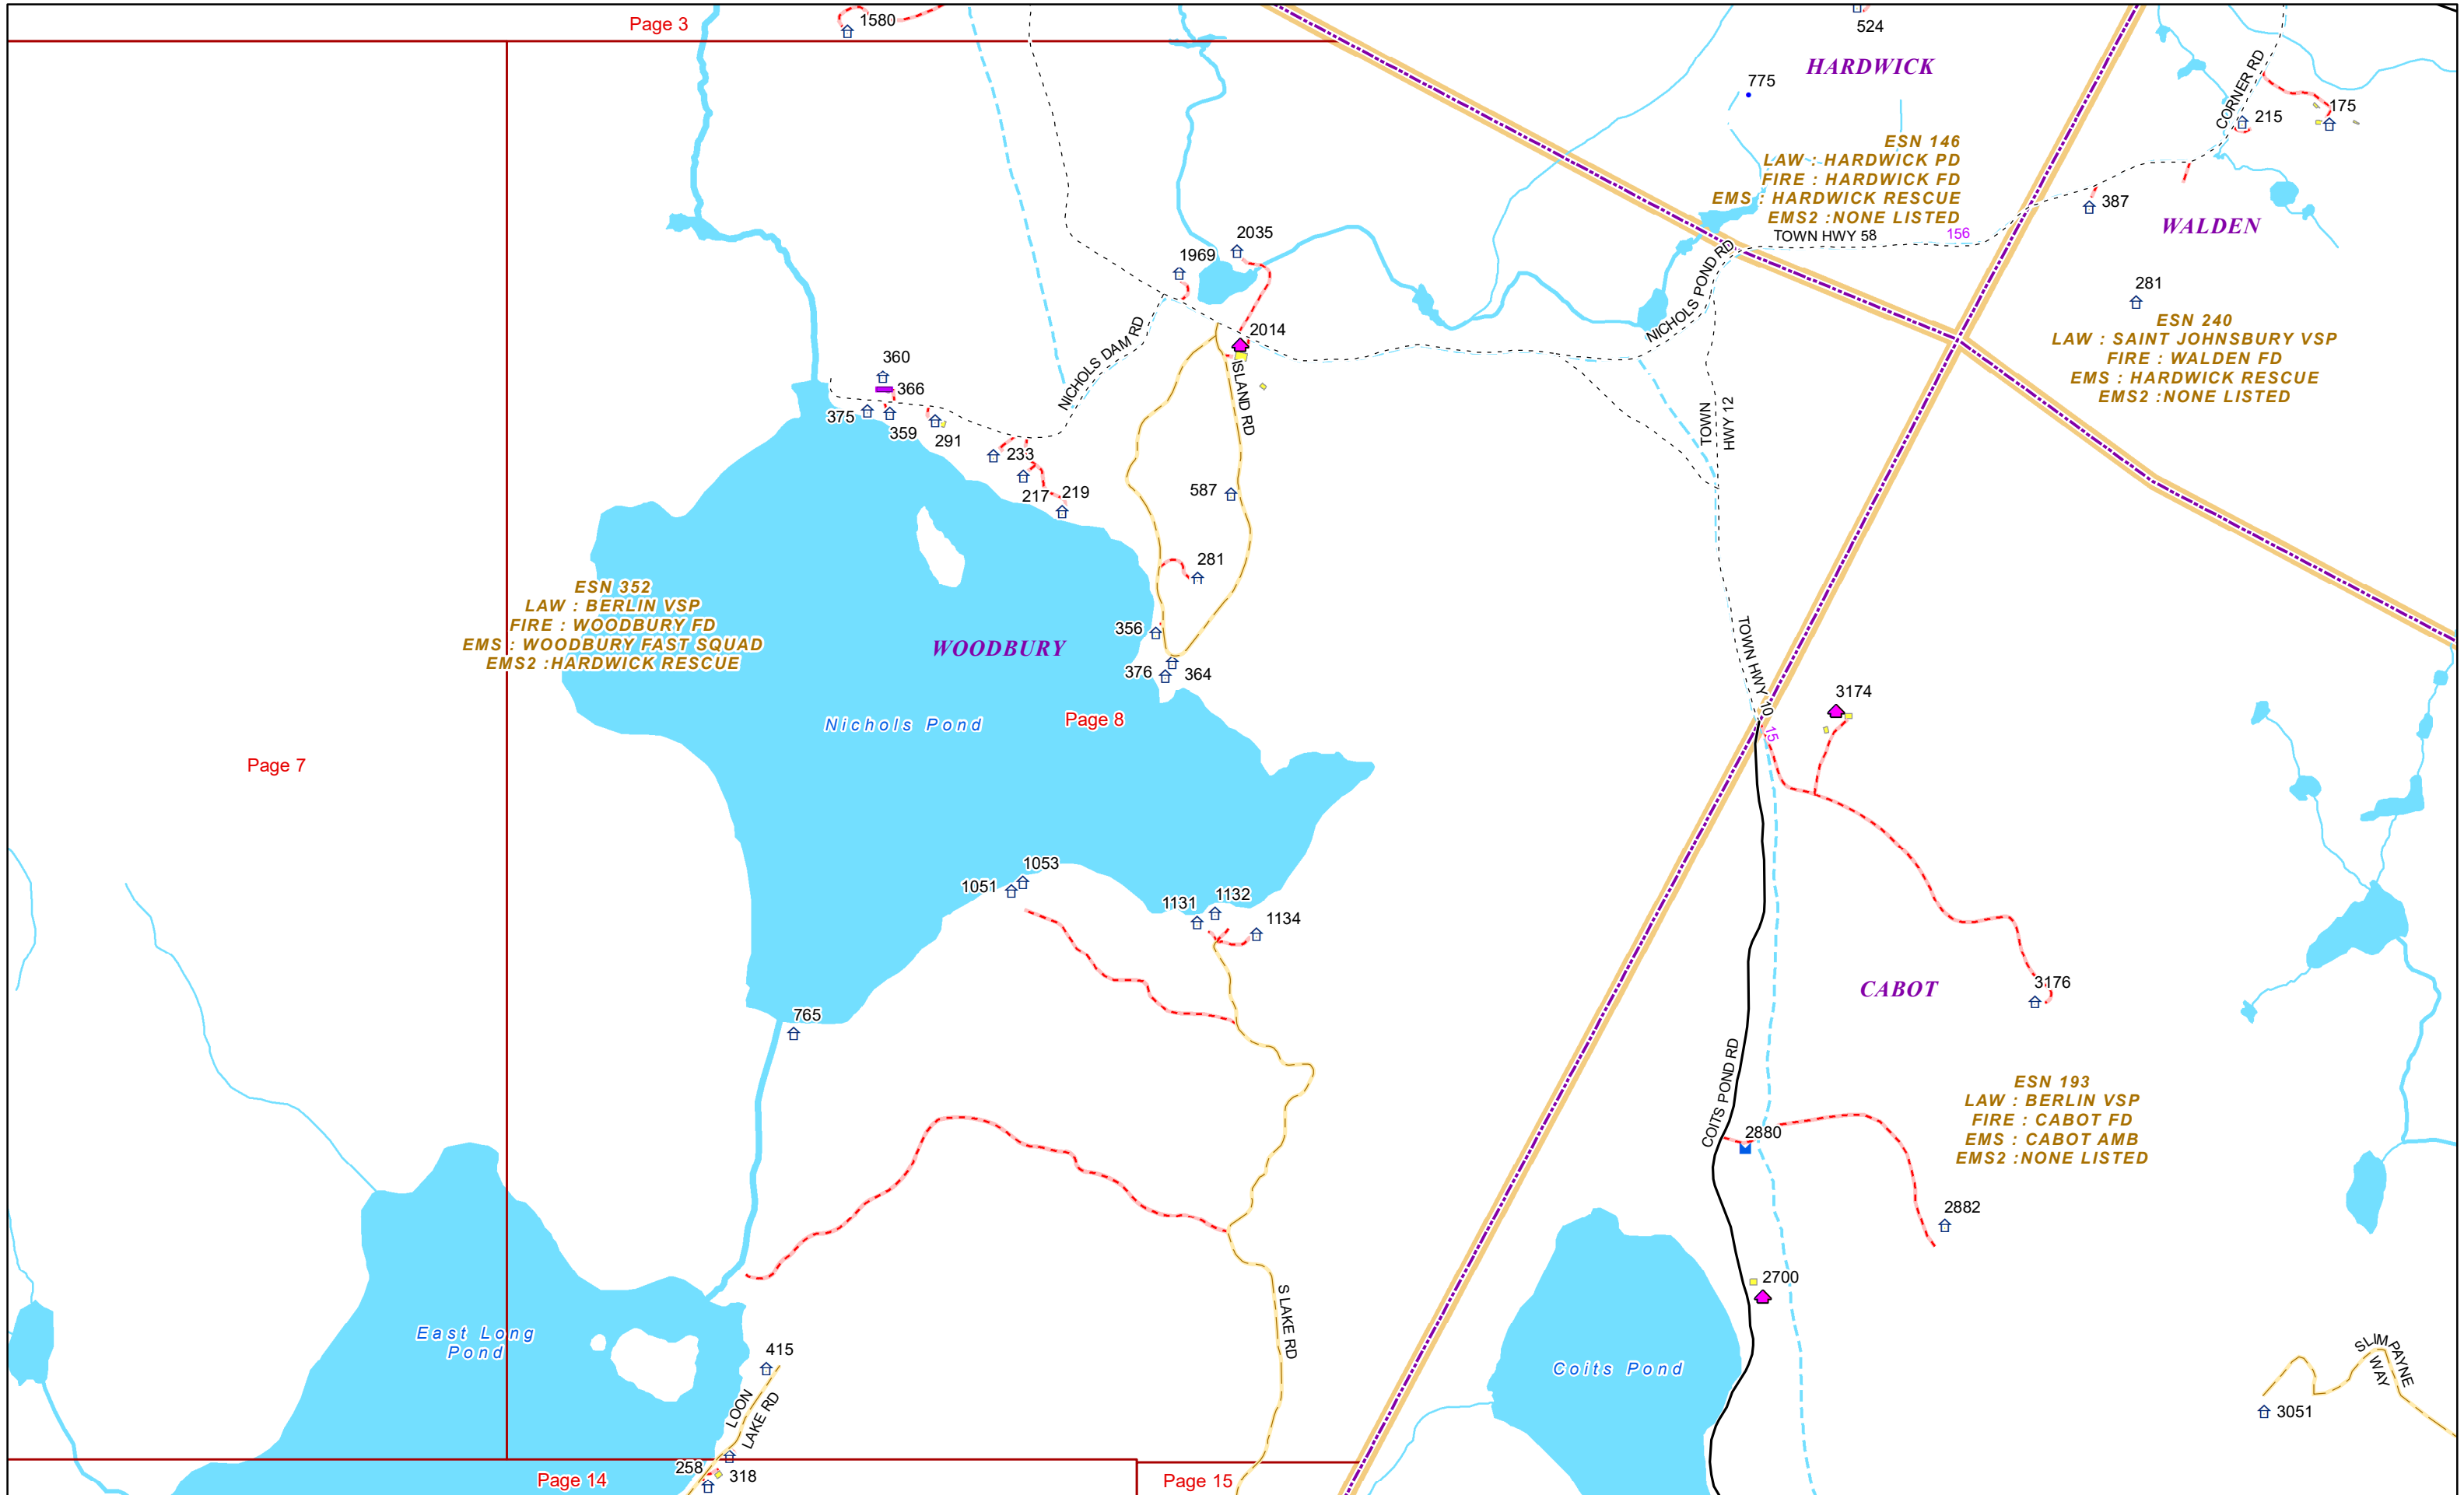 Page 3
1580
524
HARDWICK
775
CORNER RD
175
215
ESN 146
LAW : HARDWICK PD
FIRE : HARDWICK FD
EMS : HARDWICK RESCUE
EMS2 :NONE LISTED
387
WALDEN
TOWN HWY 58
156
2035
1969
NICHOLS POND RD
281
ESN 240
LAW : SAINT JOHNSBURY VSP
FIRE : WALDEN FD
EMS : HARDWICK RESCUE
EMS2 :NONE LISTED
2014
NICHOLS DAM RD
ISLAND RD
360
366
375
359
291
233
217
219
TOWN
HWY 12
587
281
ESN 352
LAW : BERLIN VSP
FIRE : WOODBURY FD
EMS : WOODBURY FAST SQUAD
EMS2 :HARDWICK RESCUE
356
WOODBURY
376
364
TOWN HWY 10
15
3174
Nichols Pond
Page 8
Page 7
1053
1051
1131
1132
1134
3176
CABOT
765
COITS POND RD
ESN 193
LAW : BERLIN VSP
FIRE : CABOT FD
EMS : CABOT AMB
EMS2 :NONE LISTED
2880
2882
2700
S LAKE RD
East Long
Pond
415
Coits Pond
SLIM PAYNE
WAY
LOON
LAKE RD
3051
258
318
Page 14
Page 15